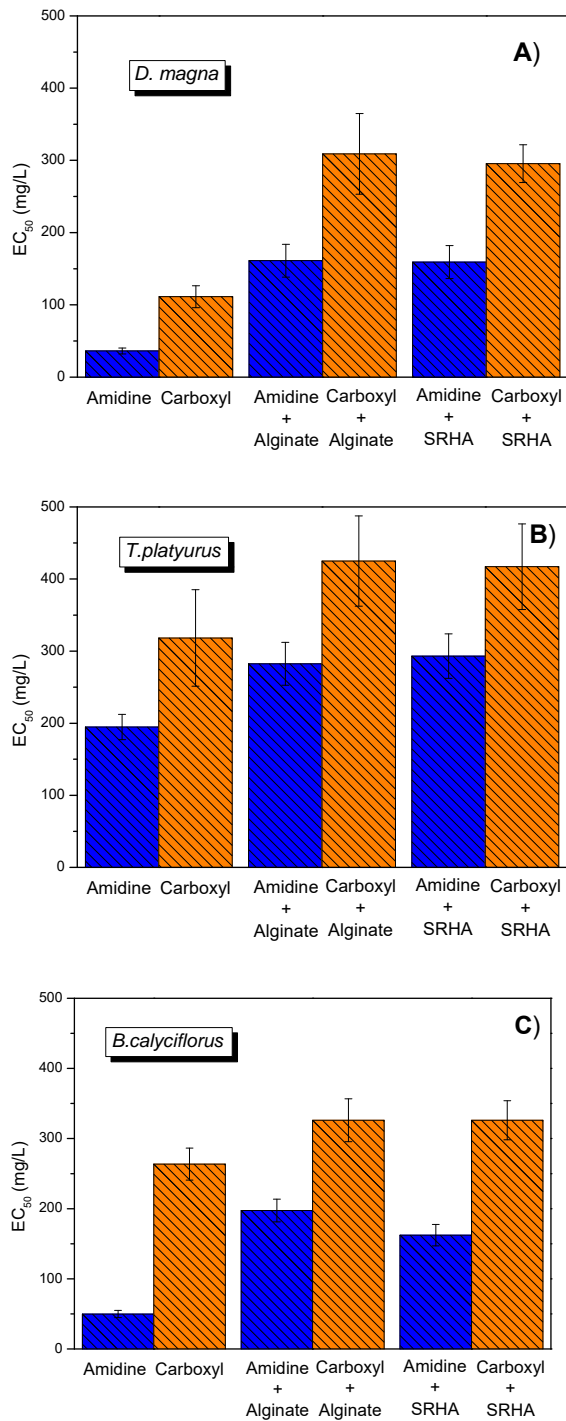 500
A)
D. magna
400
300
200
100
0
EC50 (mg/L)
Amidine Carboxyl Amidine Carboxyl Amidine Carboxyl
+ + + +
Alginate Alginate SRHA SRHA
500
B)
T.platyurus
400
300
200
100
0
EC50 (mg/L)
Amidine Carboxyl Amidine Carboxyl Amidine Carboxyl
+ + + +
Alginate Alginate SRHA SRHA
500
C)
B.calyciflorus
400
300
200
100
0
EC50 (mg/L)
Amidine Carboxyl Amidine Carboxyl Amidine Carboxyl
+ + + +
Alginate Alginate SRHA SRHA